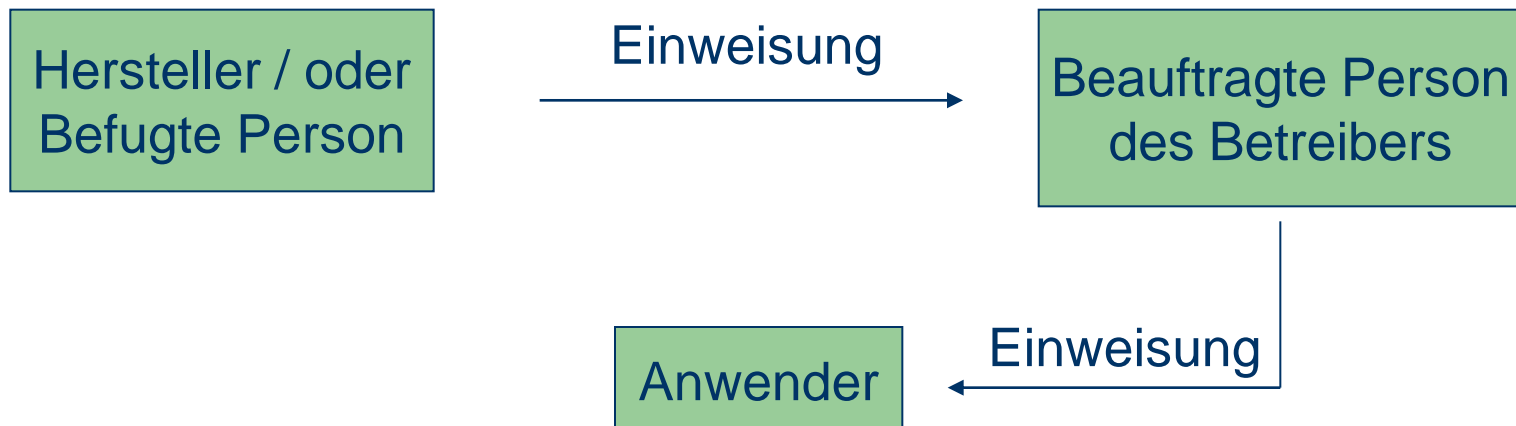 Hersteller / oder
Befugte Person
Einweisung
Beauftragte Person
des Betreibers
Einweisung
Anwender